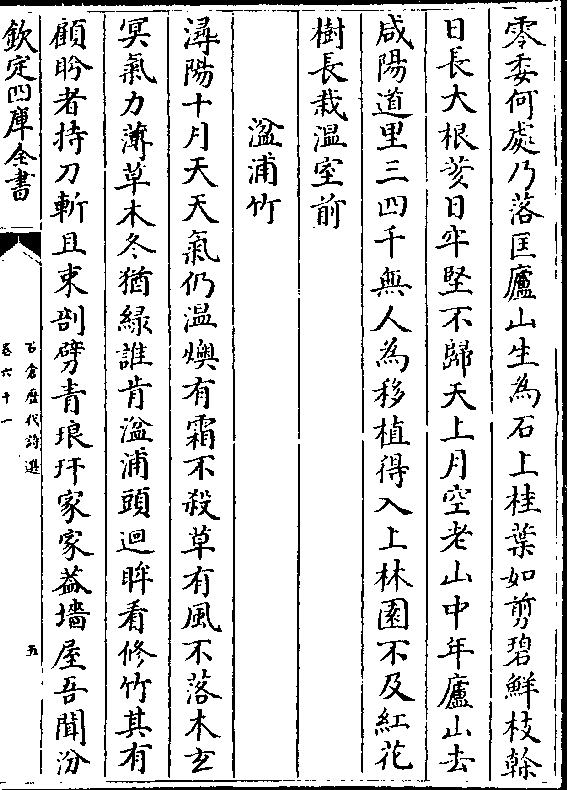 零委何處乃落匡廬山生為石上桂葉如剪碧鮮枝榦
日長大根荄日牢堅不歸天上月空老山中年廬山去
咸陽道里三四千無人為移植得入上林園不及紅花
樹長栽溫室前
湓浦竹
潯陽十月天天氣仍溫燠有霜不殺草有風不落木𤣥
冥氣力薄草木冬猶緑誰肯湓浦頭迴眸看修竹其有
顧盼者持刀斬且束剖劈青琅玕家家葢墻屋吾聞汾
欽定四庫全書
石倉歷代詩選
卷六十一
五